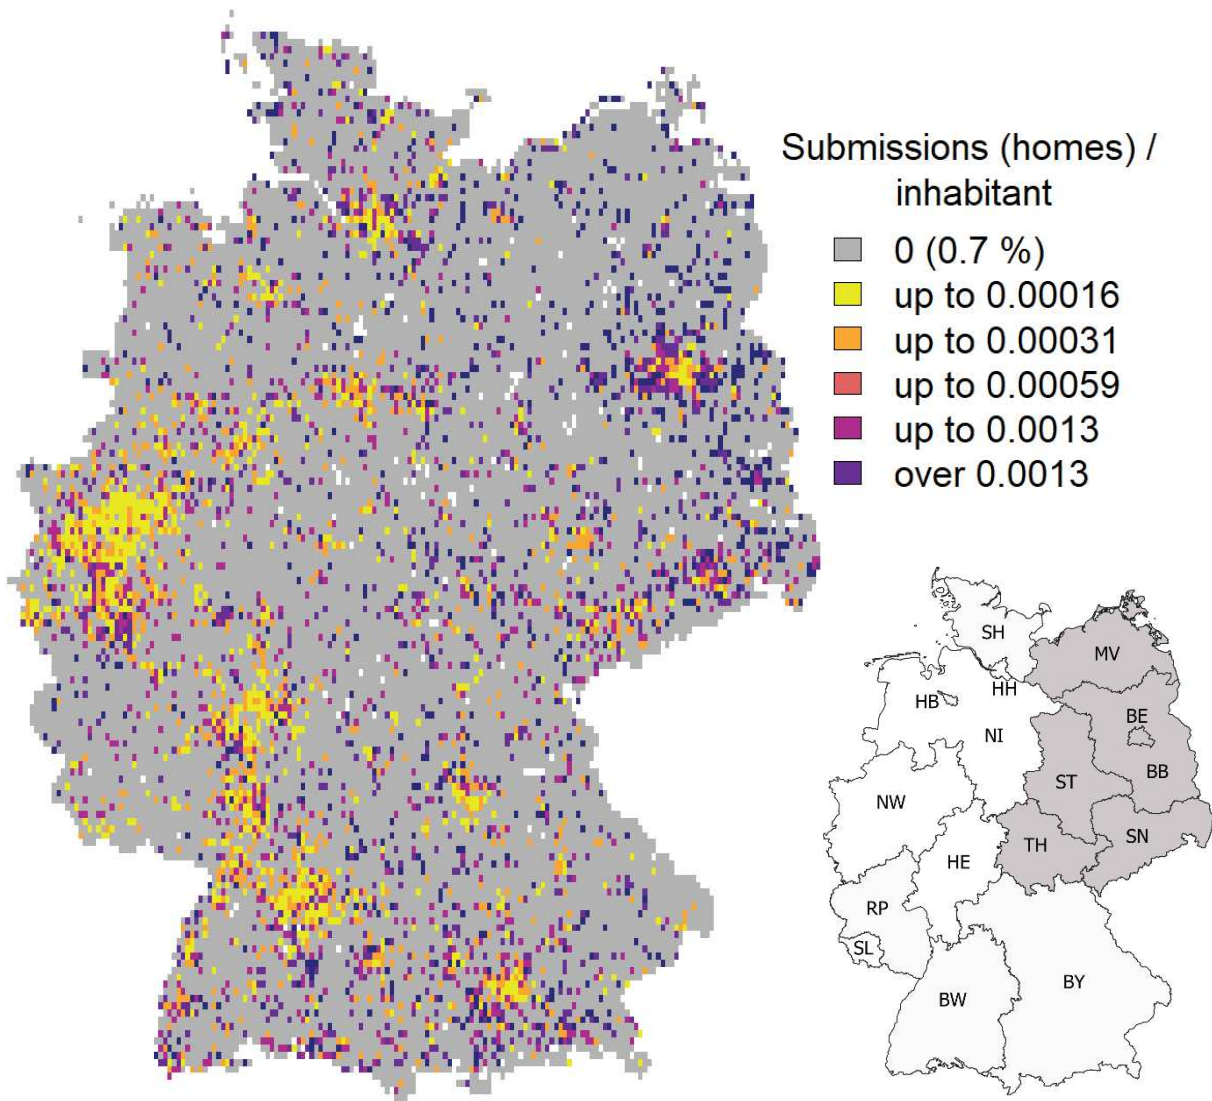 Submissions (homes) /
inhabitant
0 (0.7 %)
up to 0.00016
up to 0.00031
up to 0.00059
up to 0.0013
over 0.0013
SH
MV
HH
HB
BE
NI
ST
BB
NW
SN
TH
HE
RP
SL
BW
BY